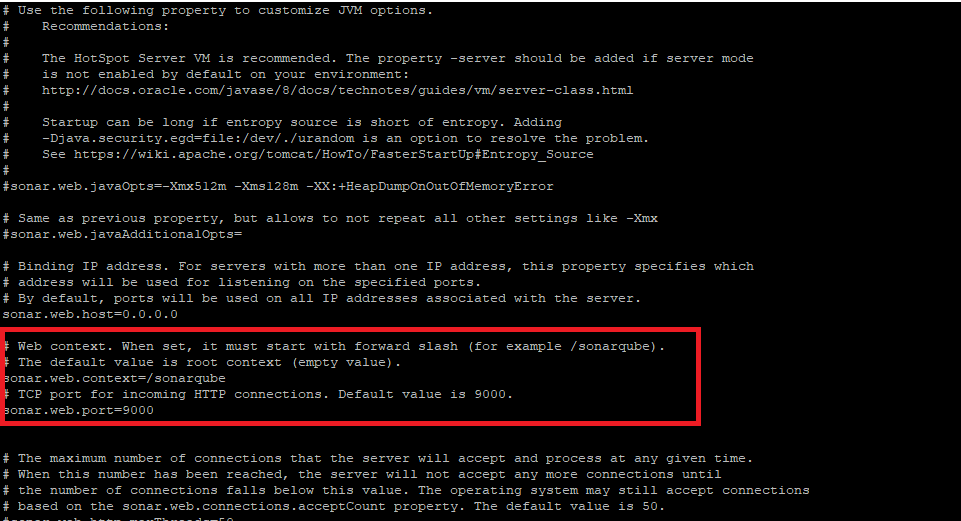 # Use the following property to customize JVM options.
#    Recommendations:
#
#    The HotSpot Server VM is recommended. The property -server should be added if server mode
#    is not enabled by default on your environment:
#    http://docs.oracle.com/javase/8/docs/technotes/guides/vm/server-class.html
#
#    Startup can be long if entropy source is short of entropy. Adding
#    -Djava.security.egd=file:/dev/./urandom is an option to resolve the problem.
#    See https://wiki.apache.org/tomcat/HowTo/FasterStartUp#Entropy_Source
#
#sonar.web.javaOpts=-Xmx512m -Xms128m -XX:+HeapDumpOnOutOfMemoryError
# Same as previous property, but allows to not repeat all other settings like -Xmx
#sonar.web.javaAdditionalOpts=
# Binding IP address. For servers with more than one IP address, this property specifies which
# address will be used for listening on the specified ports.
# By default, ports will be used on all IP addresses associated with the server.
sonar.web.host=0.0.0.0
# Web context. When set, it must start with forward slash (for example /sonarqube).
# The default value is root context (empty value).
sonar.web.context=/sonarqube
# TCP port for incoming HTTP connections. Default value is 9000.
sonar.web.port=9000
# The maximum number of connections that the server will accept and process at any given time.
# When this number has been reached, the server will not accept any more connections until
# the number of connections falls below this value. The operating system may still accept connections
# based on the sonar.web.connections.acceptCount property. The default value is 50.
#sonar.web.http.maxThreads=50